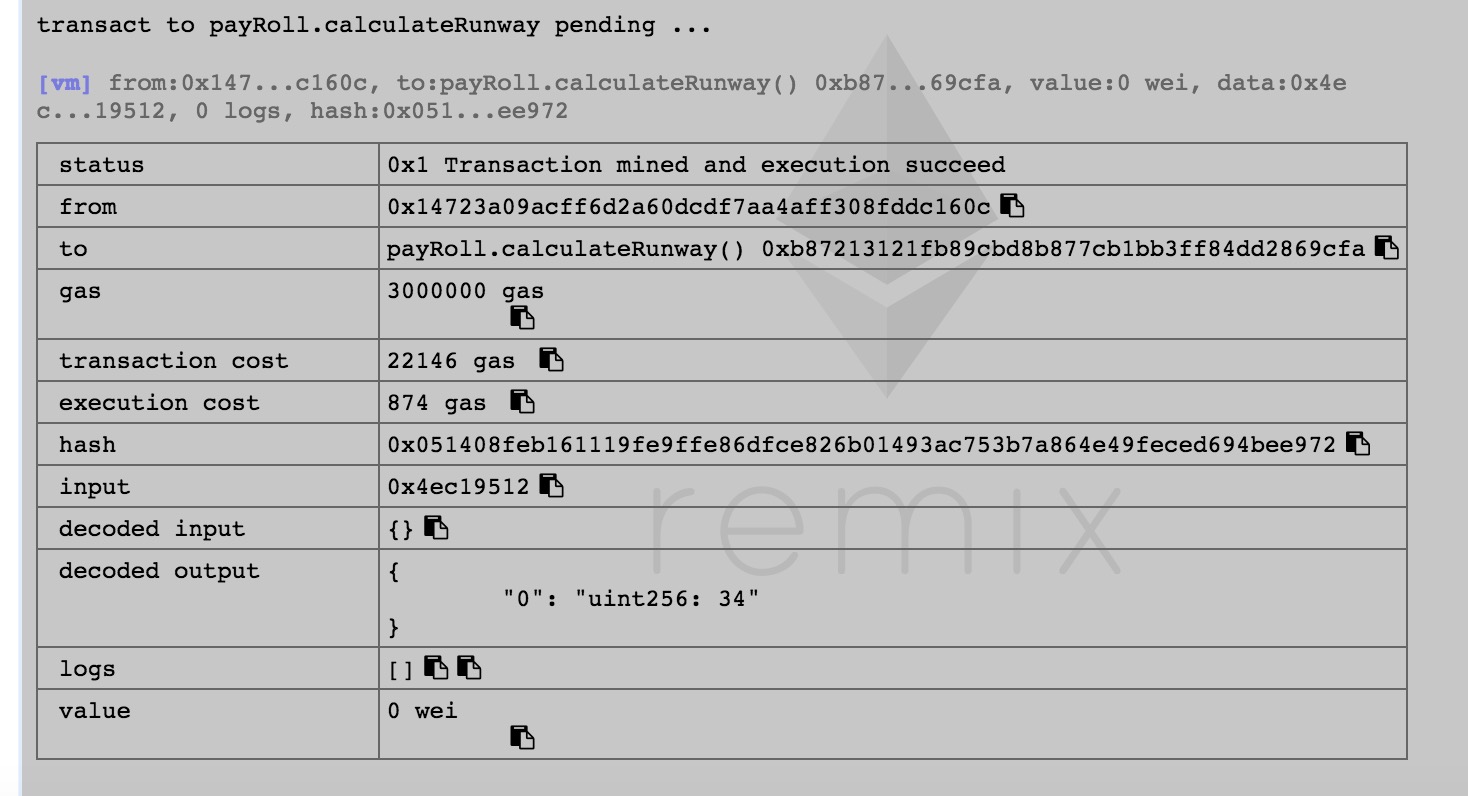 transact to payRoll.calculateRunway pending ...
[vm] from:0x147...c160c, to:payRoll.calculateRunway() 0xb87...69cfa, value:0 wei, data:0x4e
c...19512, 0 logs, hash:0x051...ee972
status 0x1 Transaction mined and execution succeed
from 0x14723a09acff6d2a60dcdf7aa4aff308fddc160c
to payRoll.calculateRunway() 0xb87213121fb89cbd8b877cb1bb3ff84dd2869cfa
gas 3000000 gas
transaction cost 22146 gas
execution cost 874 gas
hash 0x051408feb161119fe9ffe86dfce826b01493ac753b7a864e49feced694bee972
input 0x4ec19512
decoded input {}
decoded output {
"0": "uint256: 34"
}
logs []
value 0 wei
remix